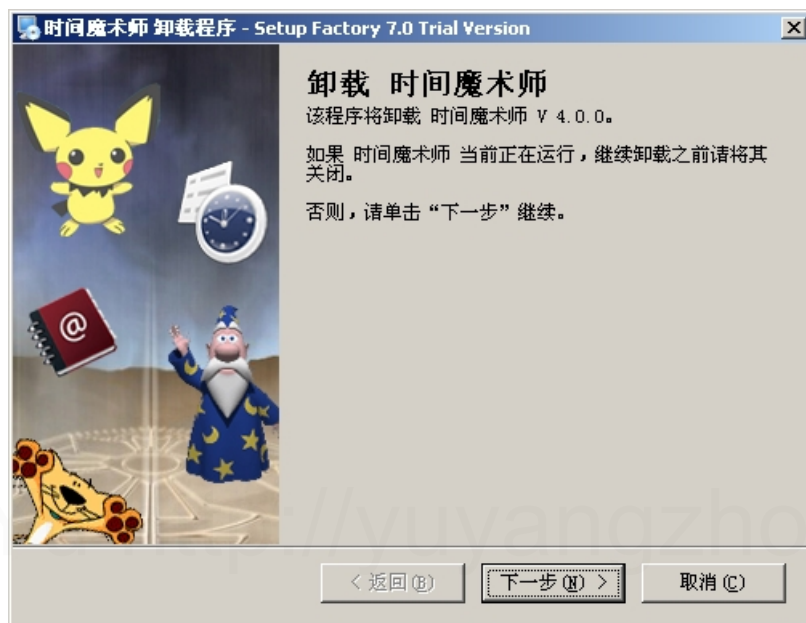 时间魔术师 卸载程序 - Setup Factory 7.0 Trial Version
卸载 时间魔术师
该程序将卸载 时间魔术师 V 4.0.0。
如果 时间魔术师 当前正在运行，继续卸载之前请将其
关闭。
否则，请单击“下一步”继续。
@
://yuyangzho
< 返回(B)
下一步(N) >
取消(C)